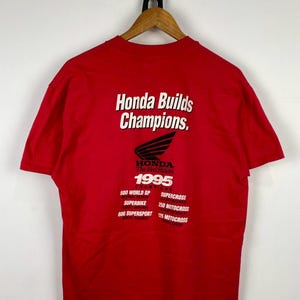 Honda Builds
Champions.
HONDA
1995
500 WORLD GP SUPERCROSS
SUPERBIKE 250 MOTOCROSS
600 SUPERSPORT 125 MOTOCROSS